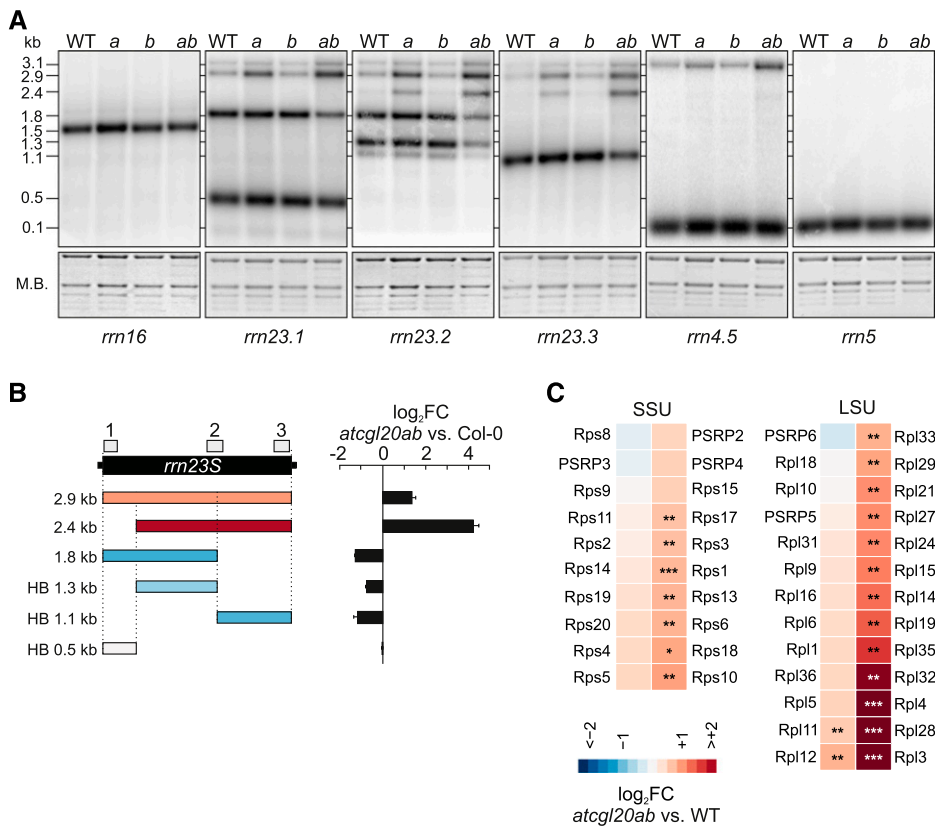 A
WT a b ab WT a b ab WT a b ab WT a b ab WT a b ab WT a b ab
kb
3.1
2.9
2.4
1.8
1.5
1.3
1.1
0.5
0.1
M.B.
rrn16 rrn23.1 rrn23.2 rrn23.3 rrn4.5 rrn5
B
1 2 3
rrn23S
2.9 kb
2.4 kb
1.8 kb
HB 1.3 kb
HB 1.1 kb
HB 0.5 kb
log₂FC
atcgl20ab vs. Col-0
-2 0 2 4
C
SSU
Rps8 PSRP2
PSRP3 PSRP4
Rps9 Rps15
Rps11 ** Rps17
Rps2 ** Rps3
Rps14 *** Rps1
Rps19 ** Rps13
Rps20 ** Rps6
Rps4 * Rps18
Rps5 ** Rps10
LSU
PSRP6 ** Rpl33
Rpl18 ** Rpl29
Rpl10 ** Rpl21
PSRP5 ** Rpl27
Rpl31 ** Rpl24
Rpl9 ** Rpl15
Rpl16 ** Rpl14
Rpl6 ** Rpl19
Rpl1 ** Rpl35
Rpl36 ** Rpl32
Rpl5 *** Rpl4
Rpl11 ** *** Rpl28
Rpl12 ** *** Rpl3
<-2 -1 +1 >+2
log₂FC
atcgl20ab vs. WT